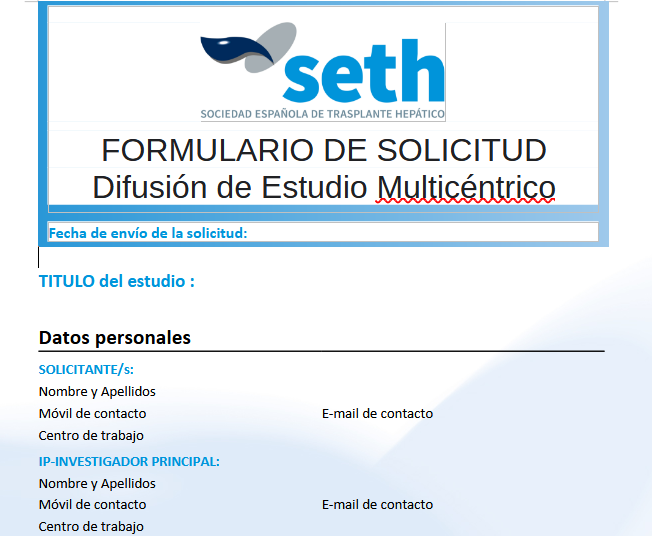 seth
SOCIEDAD ESPAÑOLA DE TRASPLANTE HEPÁTICO
FORMULARIO DE SOLICITUD
Difusión de Estudio Multicéntrico
Fecha de envío de la solicitud:
TITULO del estudio :
Datos personales
SOLICITANTE/s:
Nombre y Apellidos
Móvil de contacto E-mail de contacto
Centro de trabajo
IP-INVESTIGADOR PRINCIPAL:
Nombre y Apellidos
Móvil de contacto E-mail de contacto
Centro de trabajo